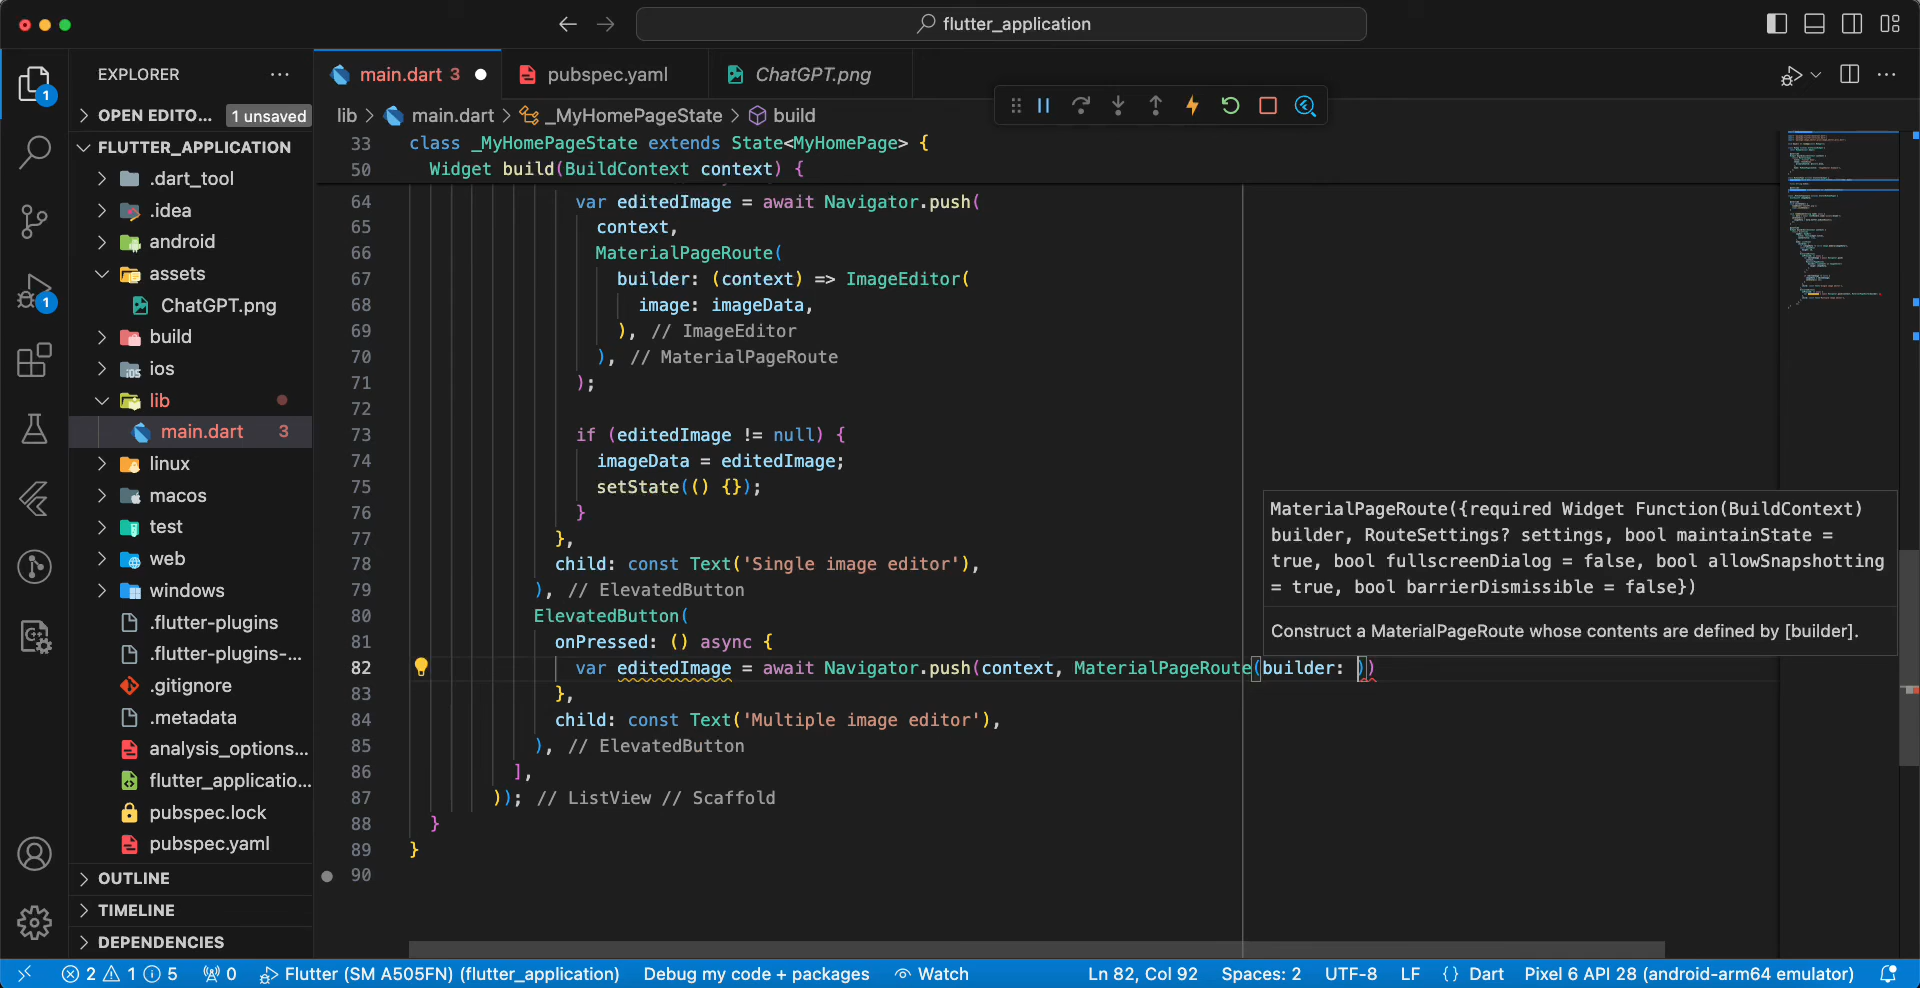 flutter_application
EXPLORER
main.dart 3
pubspec.yaml
ChatGPT.png
1
OPEN EDITO...
1 unsaved
lib > main.dart > _MyHomePageState > build
FLUTTER_APPLICATION
.dart_tool
.idea
android
assets
ChatGPT.png
build
ios
lib
main.dart 3
linux
macos
test
web
windows
.flutter-plugins
.flutter-plugins-...
.gitignore
.metadata
analysis_options...
flutter_applicatio...
pubspec.lock
pubspec.yaml
OUTLINE
TIMELINE
DEPENDENCIES
1
33 class _MyHomePageState extends State<MyHomePage> {
50 Widget build(BuildContext context) {
64 var editedImage = await Navigator.push(
65 context,
66 MaterialPageRoute(
67 builder: (context) => ImageEditor(
68 image: imageData,
69 ), // ImageEditor
70 ), // MaterialPageRoute
71 );
72
73 if (editedImage != null) {
74 imageData = editedImage;
75 setState(() {});
76 }
77 },
78 child: const Text('Single image editor'),
79 ), // ElevatedButton
80 ElevatedButton(
81 onPressed: () async {
82 var editedImage = await Navigator.push(context, MaterialPageRoute(builder: ))
83 },
84 child: const Text('Multiple image editor'),
85 ), // ElevatedButton
86 ],
87 )); // ListView // Scaffold
88 }
89 }
90
MaterialPageRoute({required Widget Function(BuildContext)
builder, RouteSettings? settings, bool maintainState =
true, bool fullscreenDialog = false, bool allowSnapshotting
= true, bool barrierDismissible = false})
Construct a MaterialPageRoute whose contents are defined by [builder].
2 1 5 0 Flutter (SM A505FN) (flutter_application) Debug my code + packages Watch Ln 82, Col 92 Spaces: 2 UTF-8 LF {} Dart Pixel 6 API 28 (android-arm64 emulator)